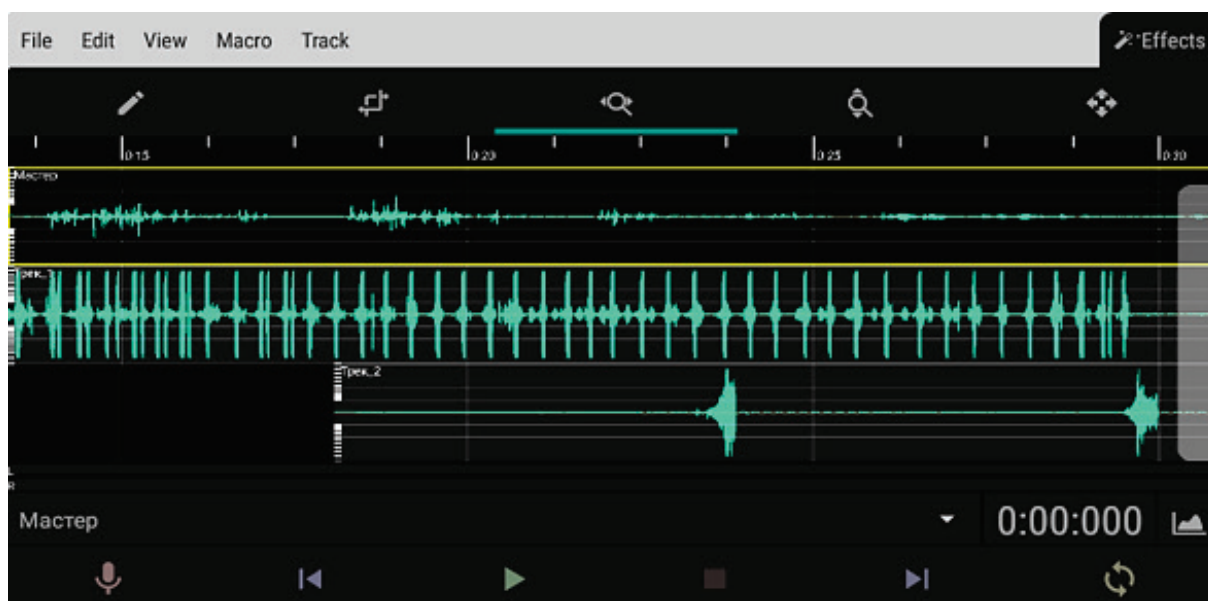 File Edit View Macro Track Effects
0:15 0:20 0:25 0:30
Мастер
Трек_1
Трек_2
L
R
Мастер 0:00:000